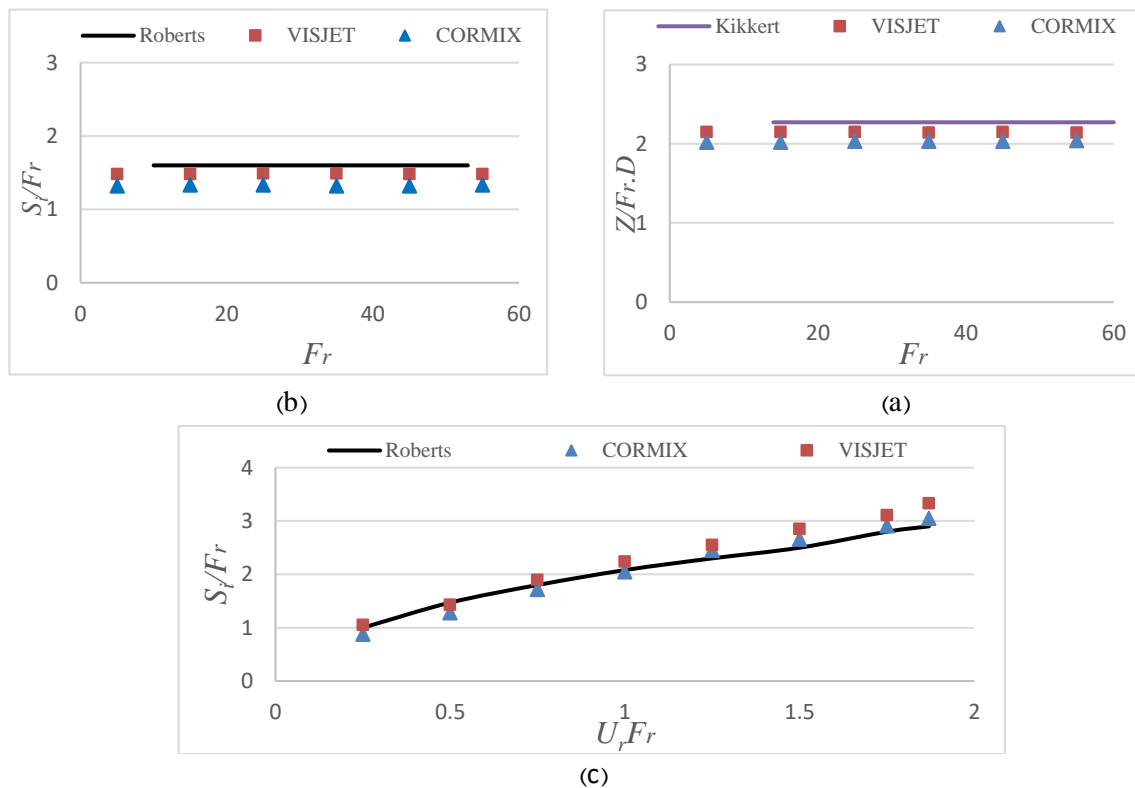 Roberts VISJET CORMIX
3
2
1
0
0 20 40 60
Si/Fr
Fr
(b)
Kikkert VISJET CORMIX
3
2
1
0
0 20 40 60
Z/Fr.D
Fr
(a)
Roberts CORMIX VISJET
4
3
2
1
0
0 0.5 1 1.5 2
Si/Fr
UrFr
(c)